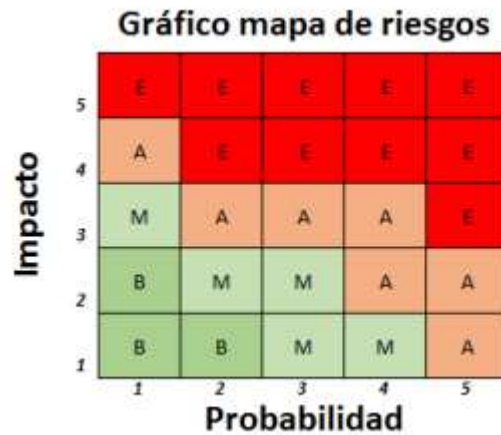 Gráfico mapa de riesgos
Impacto
5 E E E E E
4 A E E E E
3 M A A A E
2 B M M A A
1 B B M M A
1 2 3 4 5
Probabilidad